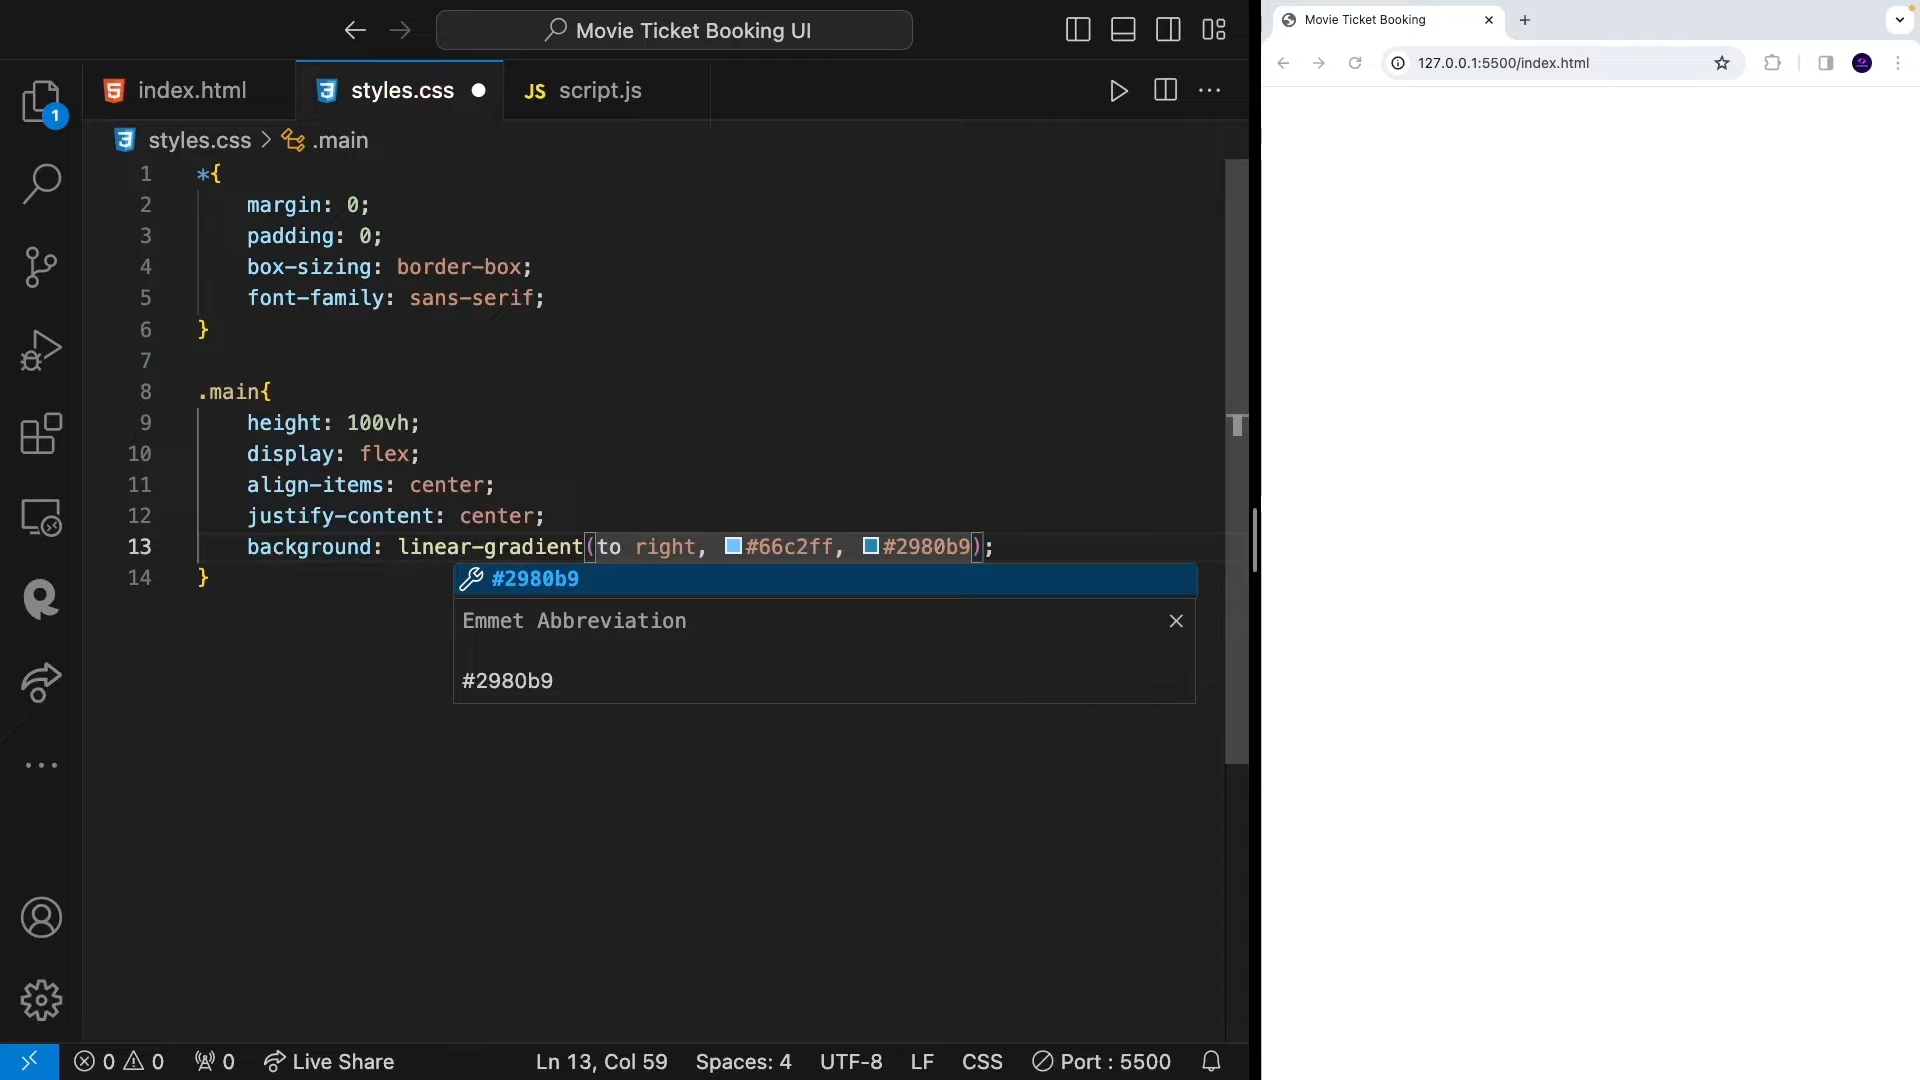 Movie Ticket Booking UI
Movie Ticket Booking
127.0.0.1:5500/index.html
1
index.html
styles.css
JS script.js
styles.css > .main
1 *{
2 margin: 0;
3 padding: 0;
4 box-sizing: border-box;
5 font-family: sans-serif;
6 }
7
8 .main{
9 height: 100vh;
10 display: flex;
11 align-items: center;
12 justify-content: center;
13 background: linear-gradient(to right, #66c2ff, #2980b9);
14 }
#2980b9
Emmet Abbreviation
#2980b9
0 0 0 Live Share Ln 13, Col 59 Spaces: 4 UTF-8 LF CSS Port : 5500